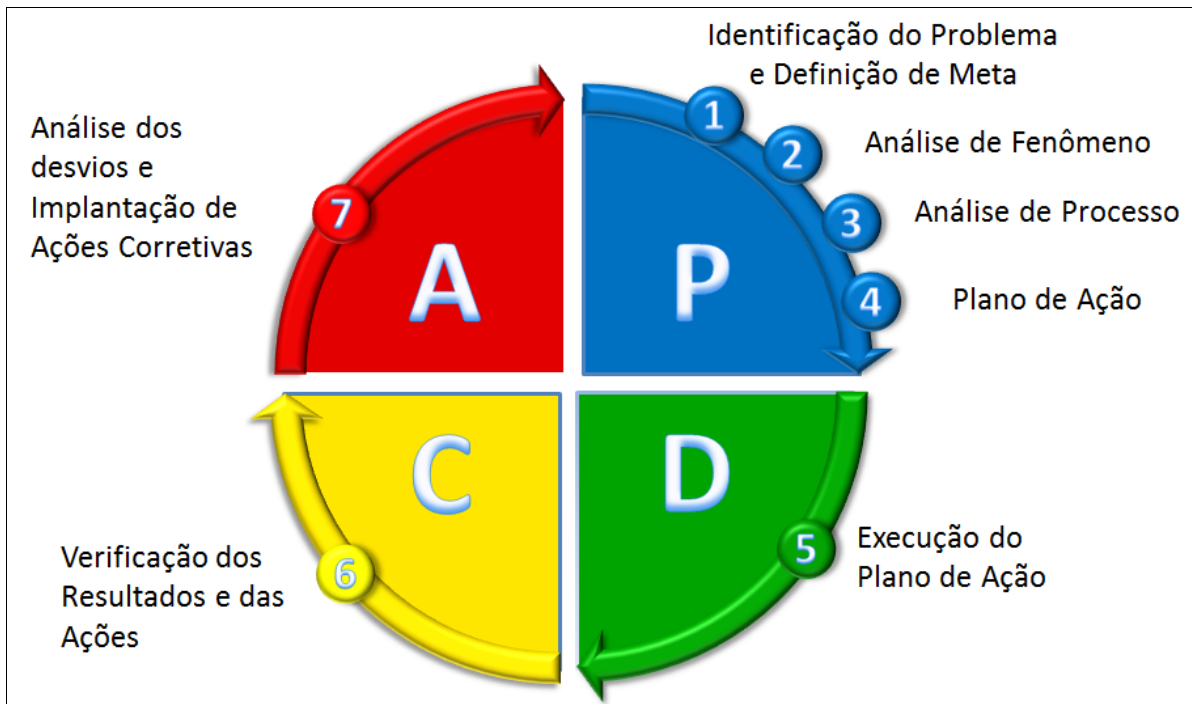 Identificação do Problema
e Definição de Meta
1
2
Análise de Fenômeno
3
Análise de Processo
4
Plano de Ação
P
D
5
Execução do
Plano de Ação
C
6
Verificação dos
Resultados e das
Ações
A
7
Análise dos
desvios e
Implantação de
Ações Corretivas